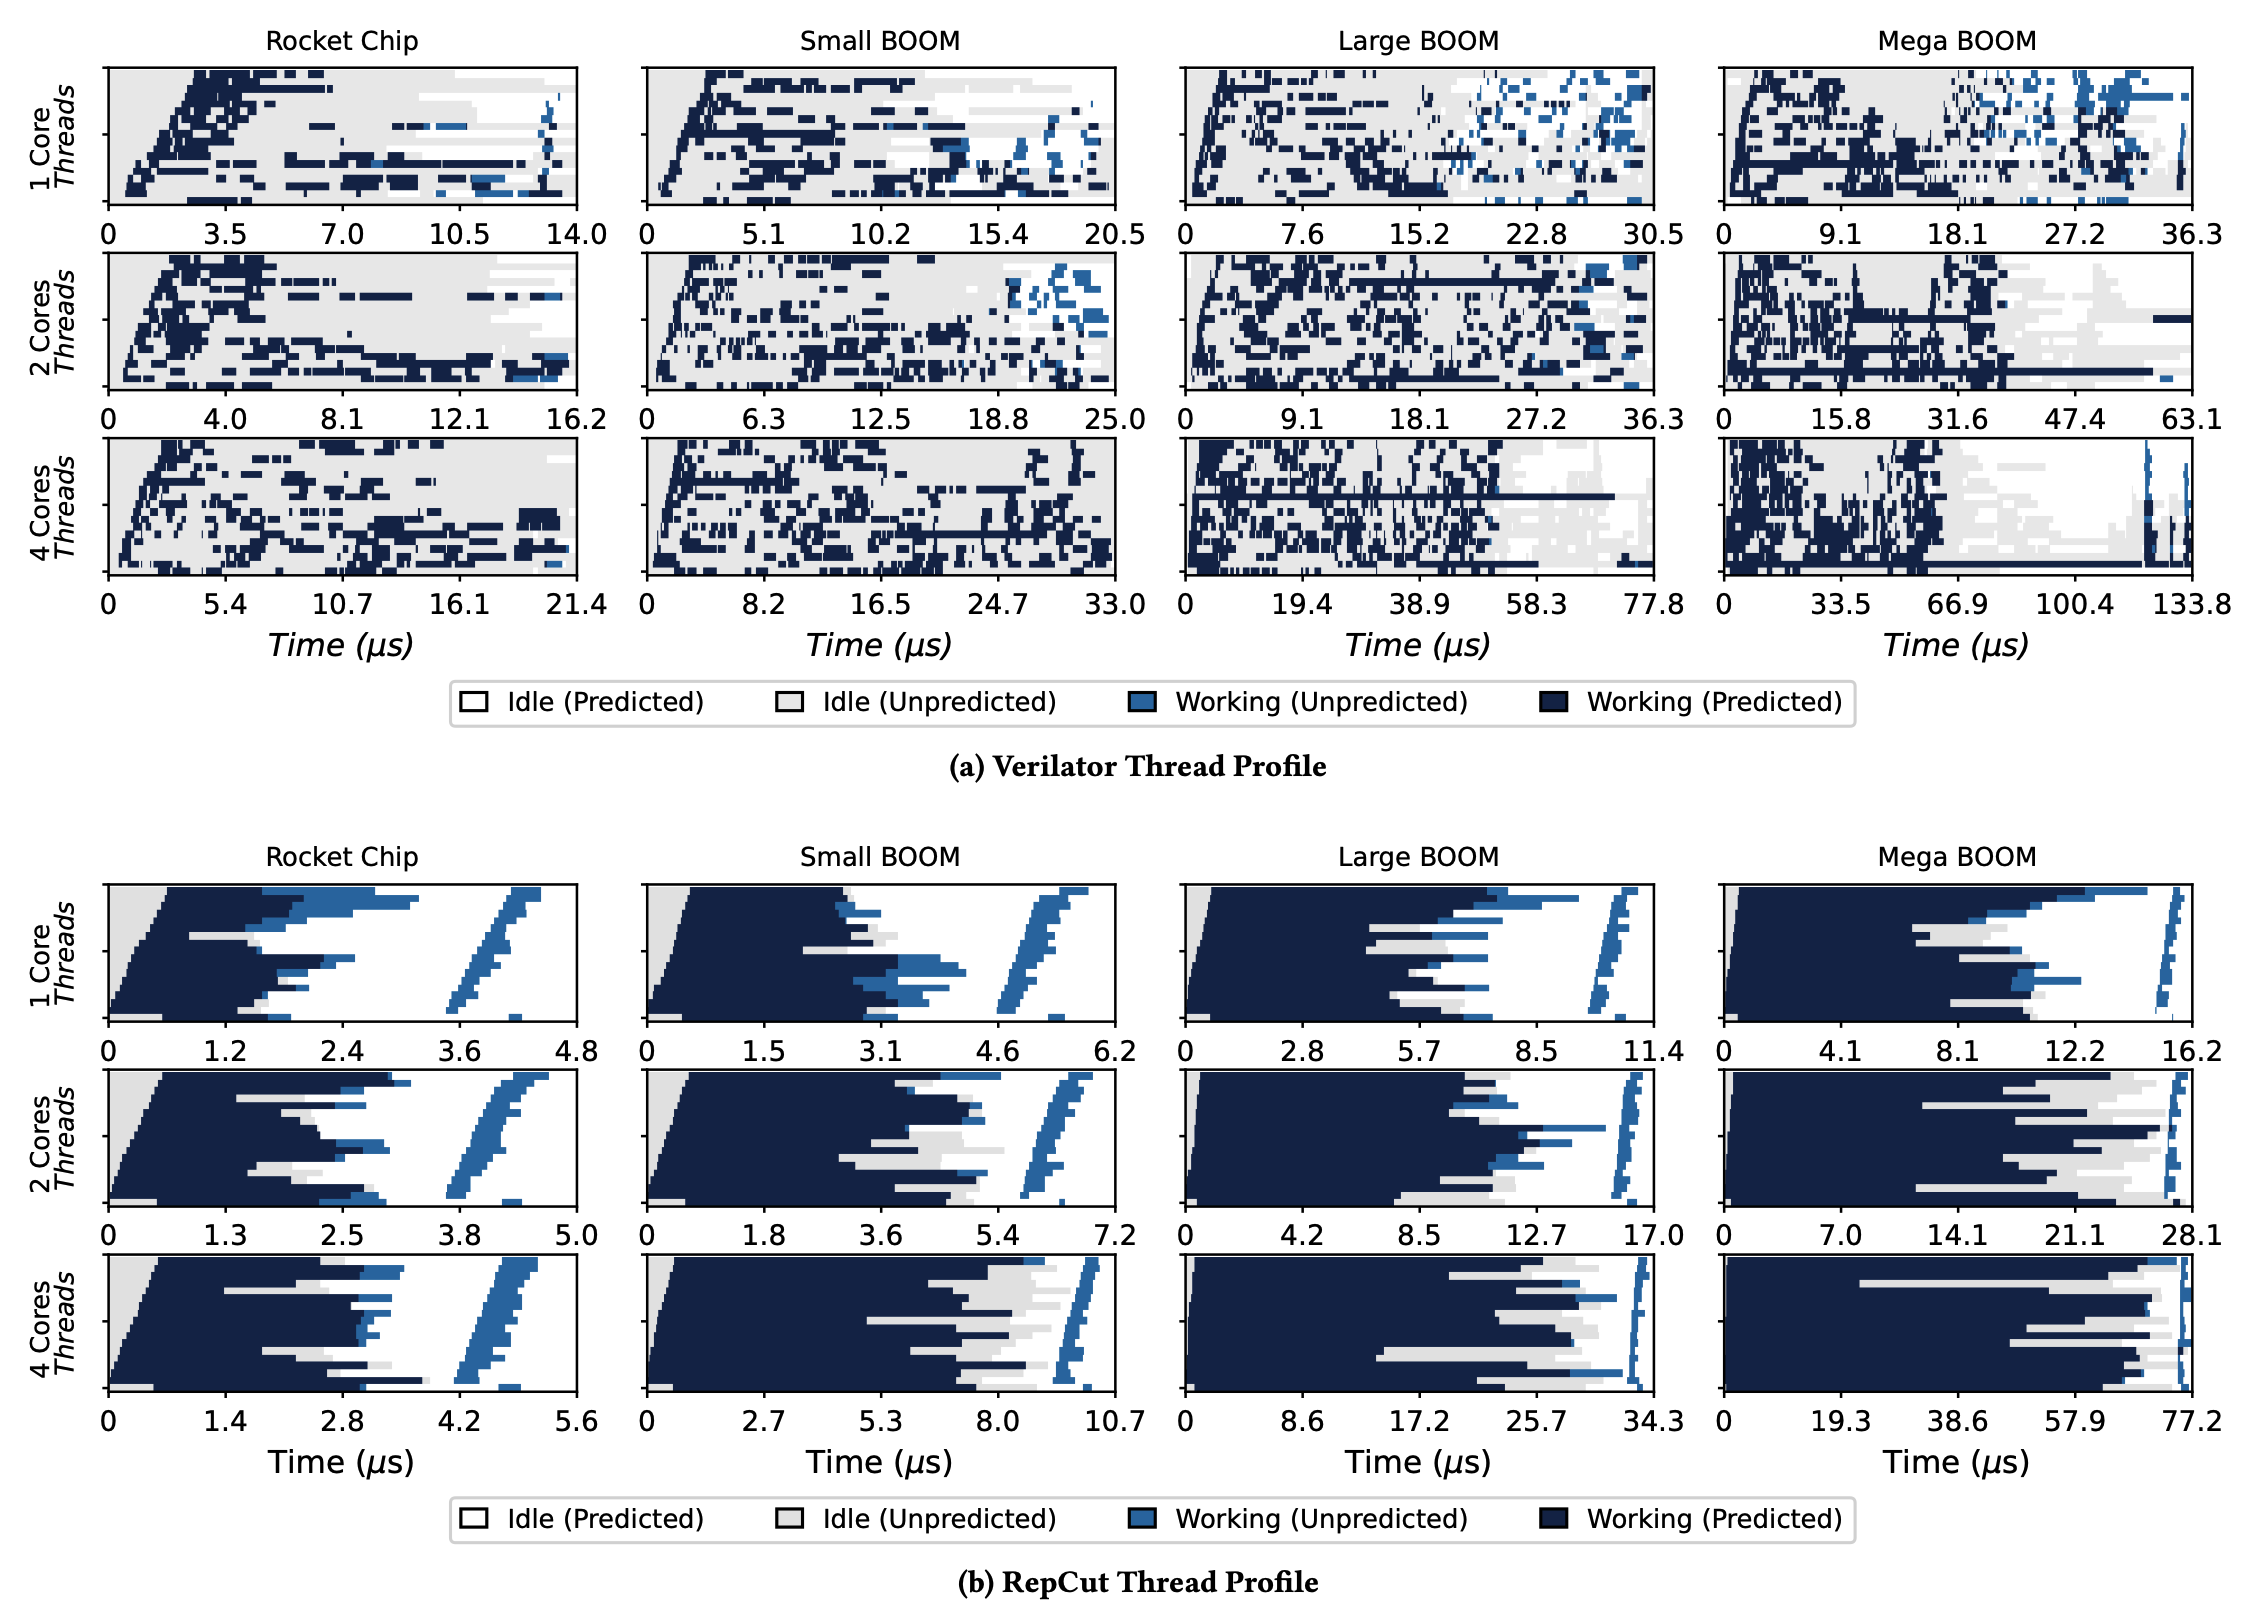 Rocket Chip Small BOOM Large BOOM Mega BOOM
1 Core
Threads
0 3.5 7.0 10.5 14.0 0 5.1 10.2 15.4 20.5 0 7.6 15.2 22.8 30.5 0 9.1 18.1 27.2 36.3
2 Cores
Threads
0 4.0 8.1 12.1 16.2 0 6.3 12.5 18.8 25.0 0 9.1 18.1 27.2 36.3 0 15.8 31.6 47.4 63.1
4 Cores
Threads
0 5.4 10.7 16.1 21.4 0 8.2 16.5 24.7 33.0 0 19.4 38.9 58.3 77.8 0 33.5 66.9 100.4 133.8
Time (μs) Time (μs) Time (μs) Time (μs)
Idle (Predicted) Idle (Unpredicted) Working (Unpredicted) Working (Predicted)
(a) Verilator Thread Profile
Rocket Chip Small BOOM Large BOOM Mega BOOM
1 Core
Threads
0 1.2 2.4 3.6 4.8 0 1.5 3.1 4.6 6.2 0 2.8 5.7 8.5 11.4 0 4.1 8.1 12.2 16.2
2 Cores
Threads
0 1.3 2.5 3.8 5.0 0 1.8 3.6 5.4 7.2 0 4.2 8.5 12.7 17.0 0 7.0 14.1 21.1 28.1
4 Cores
Threads
0 1.4 2.8 4.2 5.6 0 2.7 5.3 8.0 10.7 0 8.6 17.2 25.7 34.3 0 19.3 38.6 57.9 77.2
Time (μs) Time (μs) Time (μs) Time (μs)
Idle (Predicted) Idle (Unpredicted) Working (Unpredicted) Working (Predicted)
(b) RepCut Thread Profile